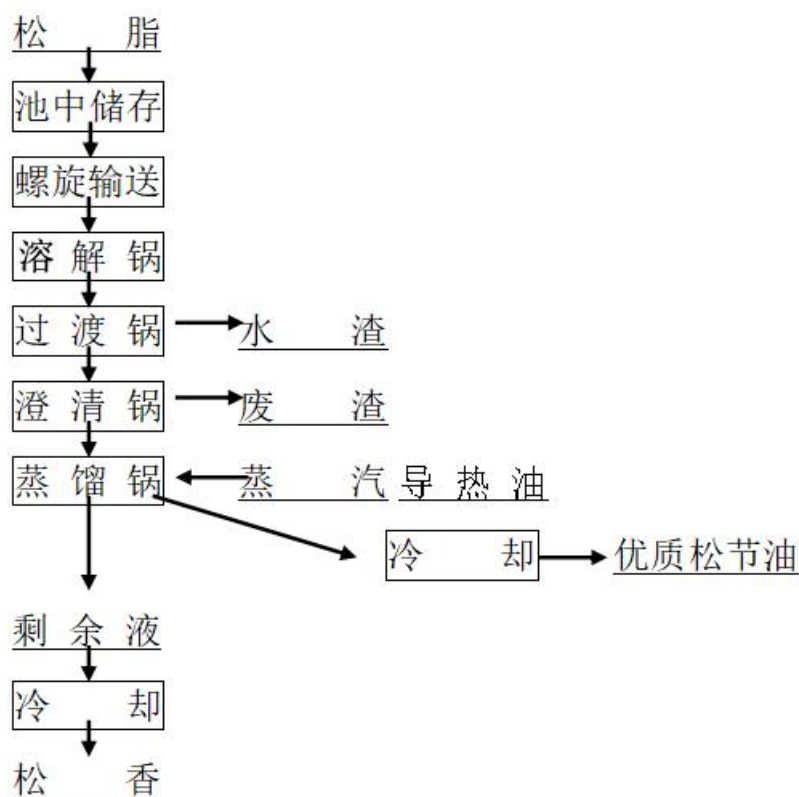 松 脂
池中储存
螺旋输送
溶 解 锅
过 渡 锅
水 渣
澄 清 锅
废 渣
蒸 馏 锅
蒸 汽 导 热 油
冷 却
优质松节油
剩 余 液
冷 却
松 香